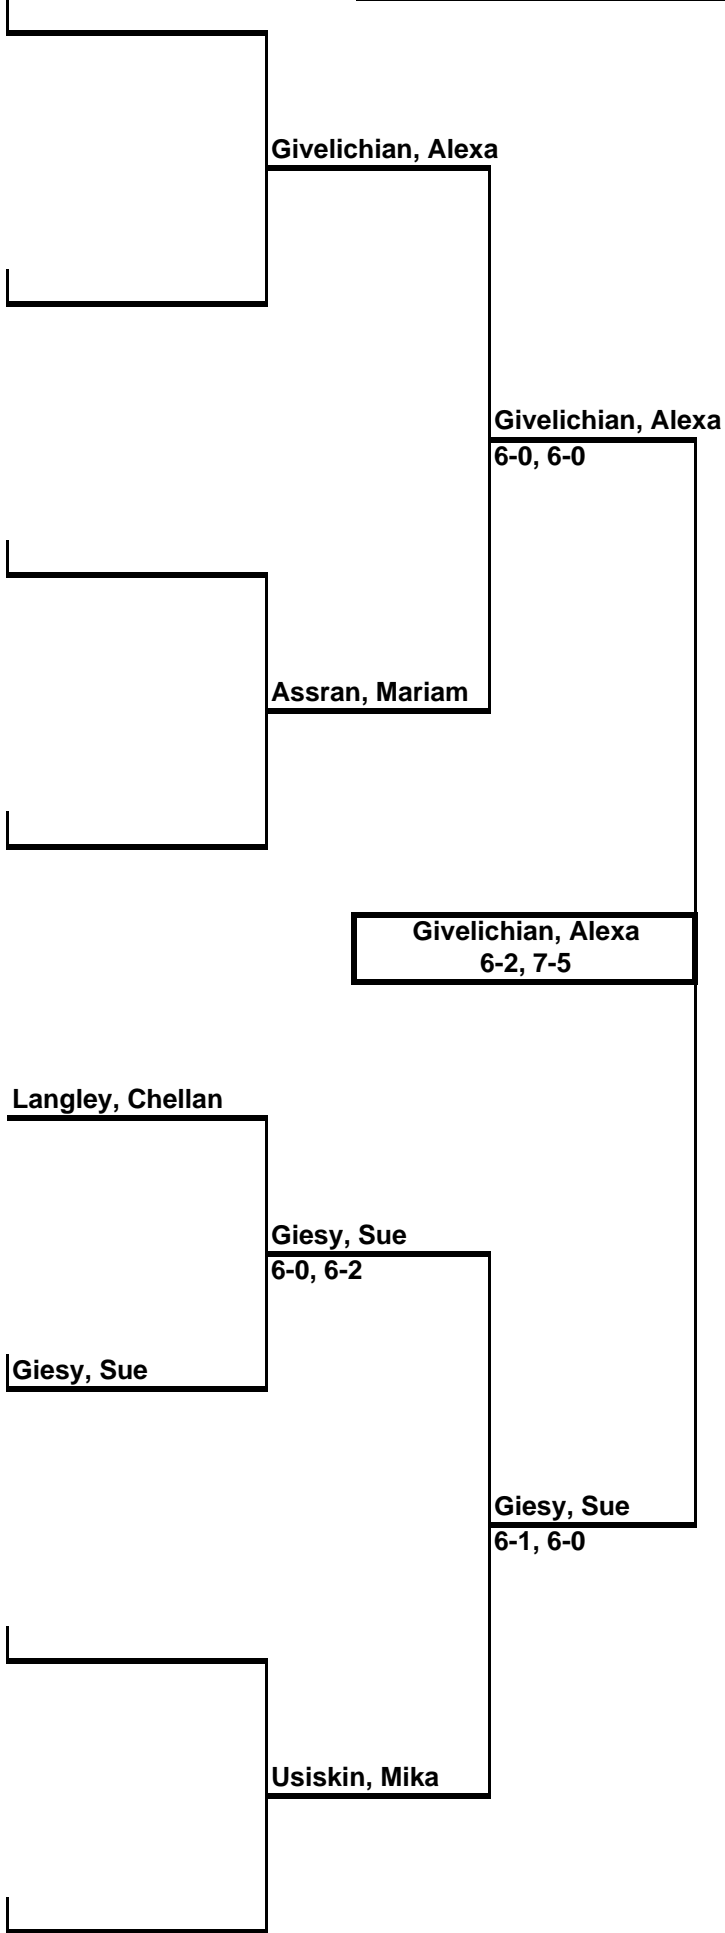 Givelichian, Alexa
Givelichian, Alexa
6-0, 6-0
Assran, Mariam
Givelichian, Alexa
6-2, 7-5
Langley, Chellan
Giesy, Sue
6-0, 6-2
Giesy, Sue
Giesy, Sue
6-1, 6-0
Usiskin, Mika